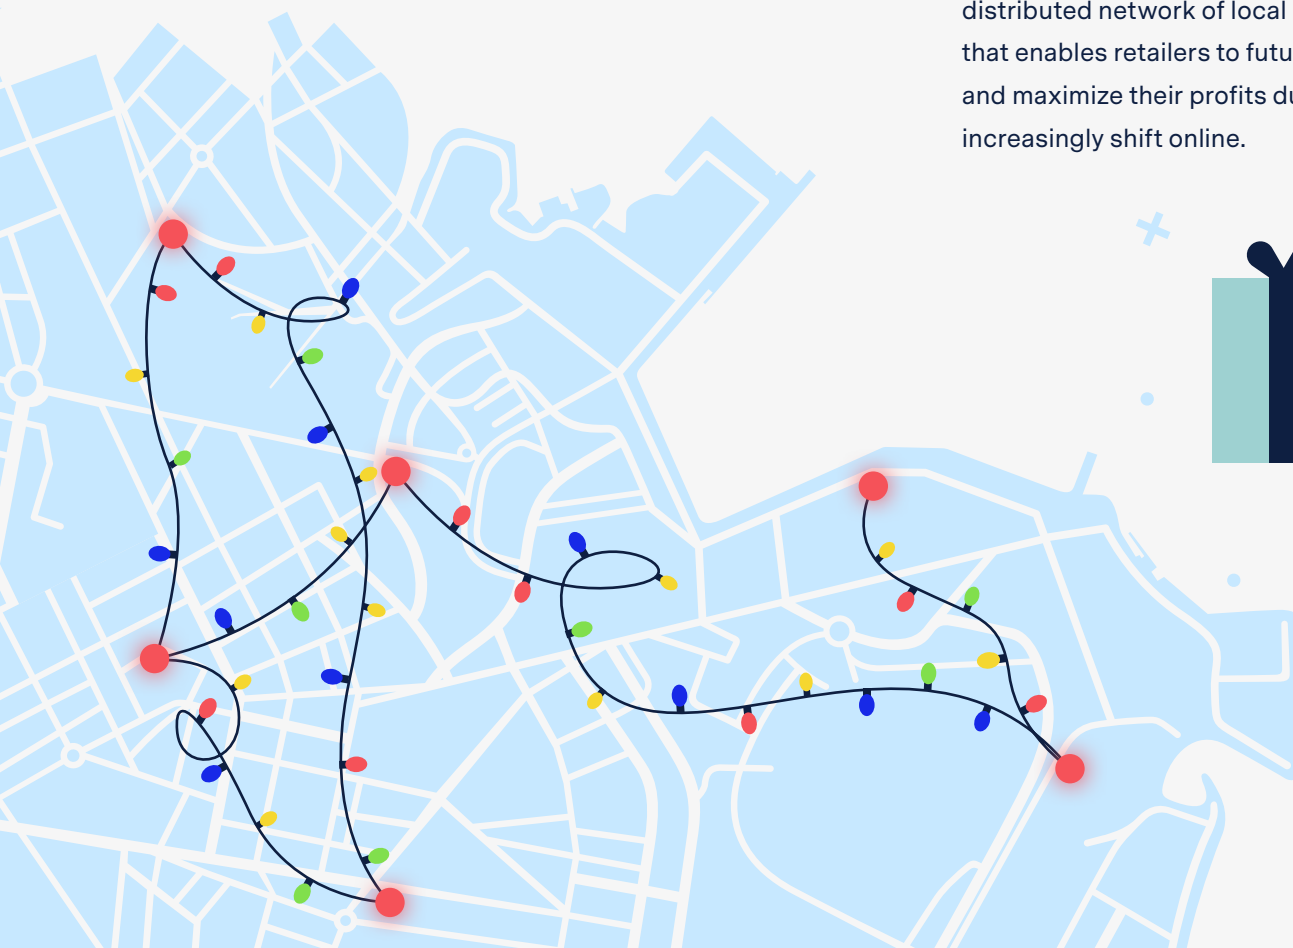 distributed network of local
that enables retailers to futu
and maximize their profits du
increasingly shift online.